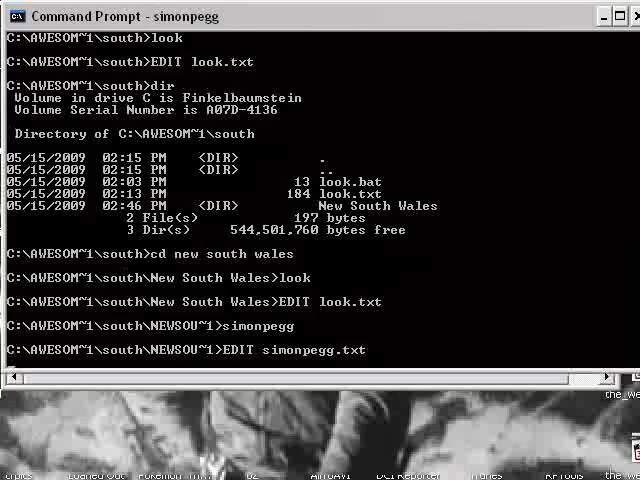 Command Prompt - simonpegg
C:\AWESOM~1\south>look
C:\AWESOM~1\south>EDIT look.txt
C:\AWESOM~1\south>dir
Volume in drive C is Finkelbaumstein
Volume Serial Number is A07D-4136
Directory of C:\AWESOM~1\south
05/15/2009 02:15 PM <DIR> .
05/15/2009 02:15 PM <DIR> ..
05/15/2009 02:03 PM 13 look.bat
05/15/2009 02:13 PM 184 look.txt
05/15/2009 02:46 PM <DIR> New South Wales
2 File(s) 197 bytes
3 Dir(s) 544,501,760 bytes free
C:\AWESOM~1\south>cd new south wales
C:\AWESOM~1\south\New South Wales>look
C:\AWESOM~1\south\New South Wales>EDIT look.txt
C:\AWESOM~1\south\NEWSOU~1>simonpegg
C:\AWESOM~1\south\NEWSOU~1>EDIT simonpegg.txt